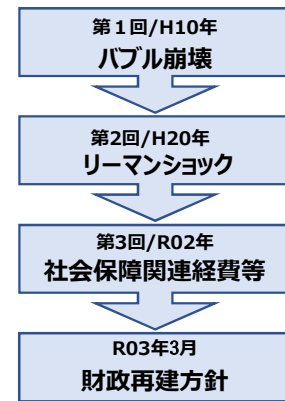 第１回/H10年
バブル崩壊
第2回/H20年
リーマンショック
第3回/R02年
社会保障関連経費等
R03年3月
財政再建方針